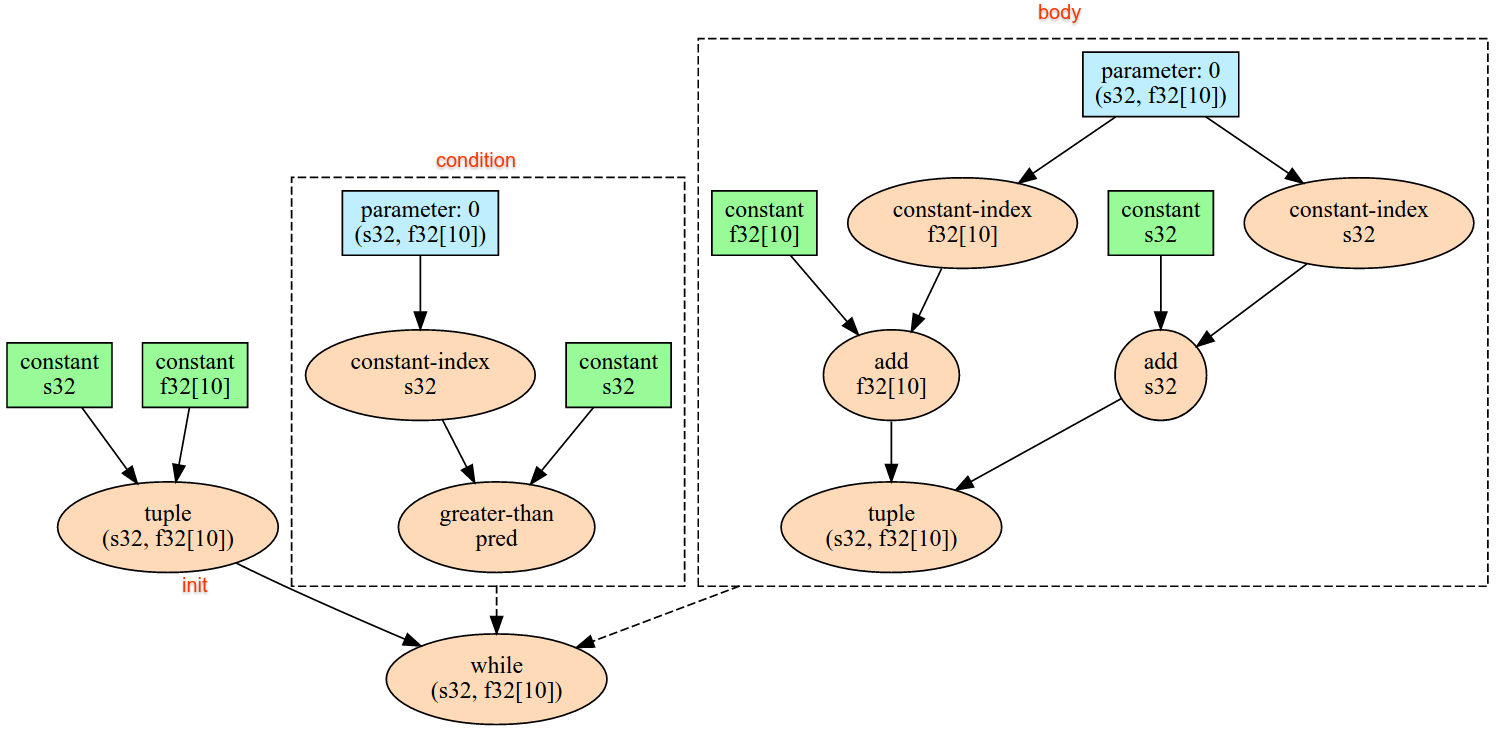 body
parameter: 0
(s32, f32[10])
condition
parameter: 0
(s32, f32[10])
constant
f32[10]
constant-index
f32[10]
constant
s32
constant-index
s32
constant
s32
constant
f32[10]
constant-index
s32
constant
s32
add
f32[10]
add
s32
tuple
(s32, f32[10])
greater-than
pred
tuple
(s32, f32[10])
init
while
(s32, f32[10])